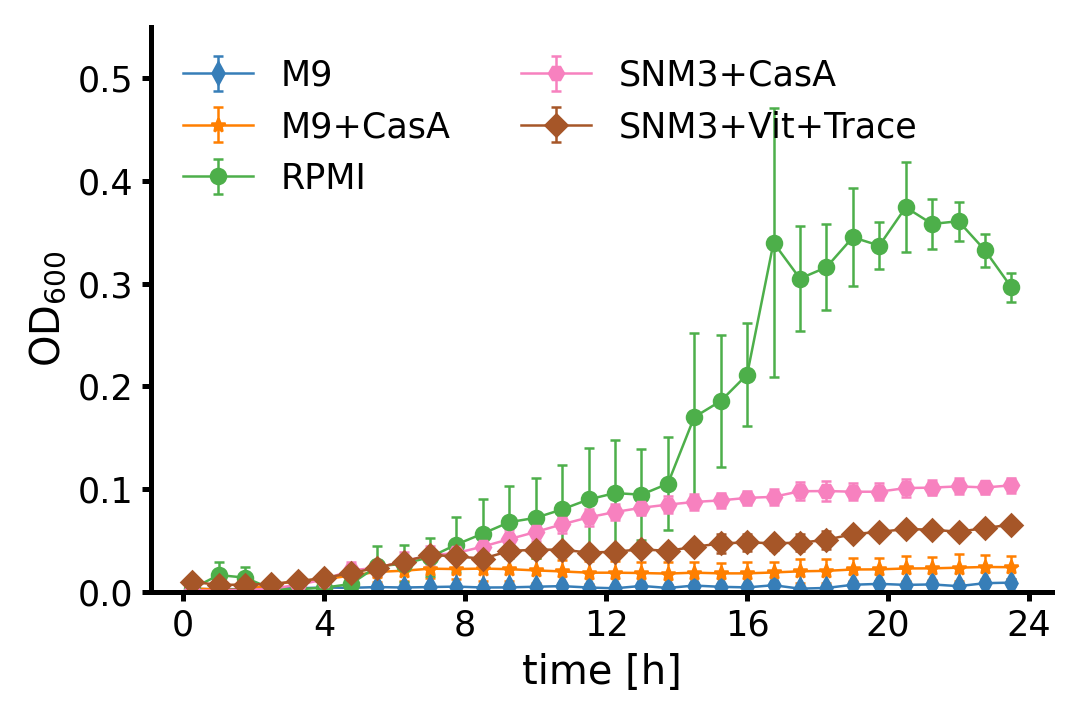 M9
M9+CasA
RPMI
SNM3+CasA
SNM3+Vit+Trace
OD600
0.5
0.4
0.3
0.2
0.1
0.0
0 4 8 12 16 20 24
time [h]